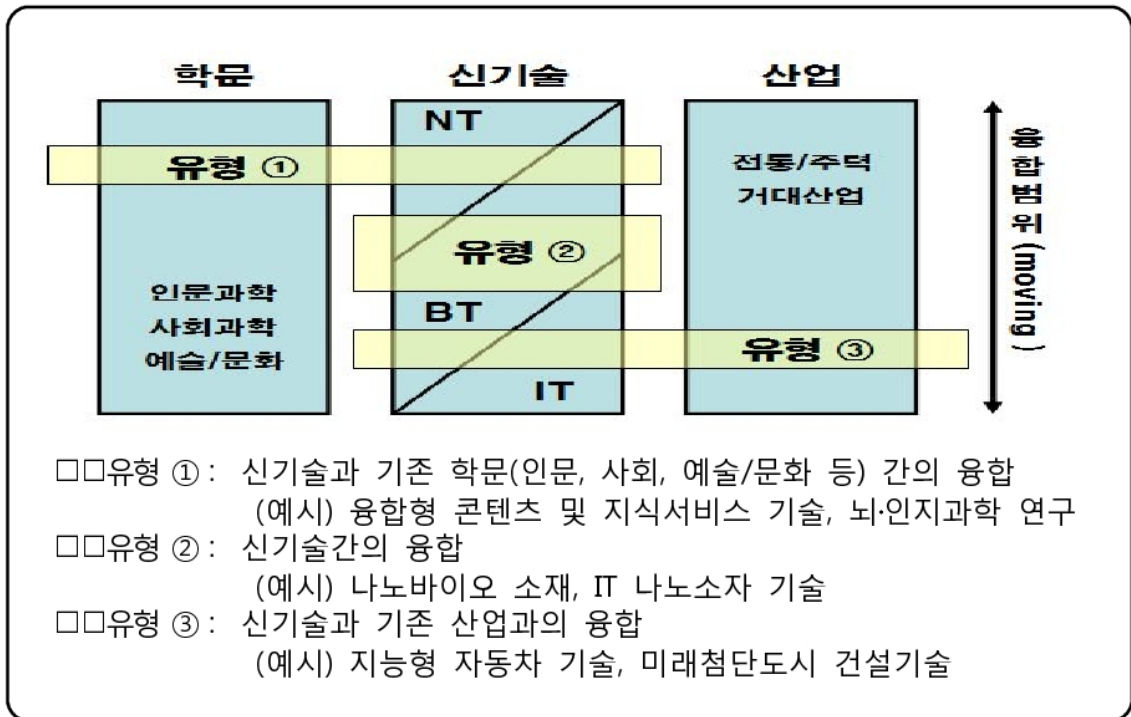 학문 신기술 산업
NT
유형 ① 전통/주력
거대산업
유형 ②
인문과학
사회과학
예술/문화
BT
유형 ③
IT
융합범위(moving)
□□유형 ① : 신기술과 기존 학문(인문, 사회, 예술/문화 등) 간의 융합
(예시) 융합형 콘텐츠 및 지식서비스 기술, 뇌·인지과학 연구
□□유형 ② : 신기술간의 융합
(예시) 나노바이오 소재, IT 나노소자 기술
□□유형 ③ : 신기술과 기존 산업과의 융합
(예시) 지능형 자동차 기술, 미래첨단도시 건설기술